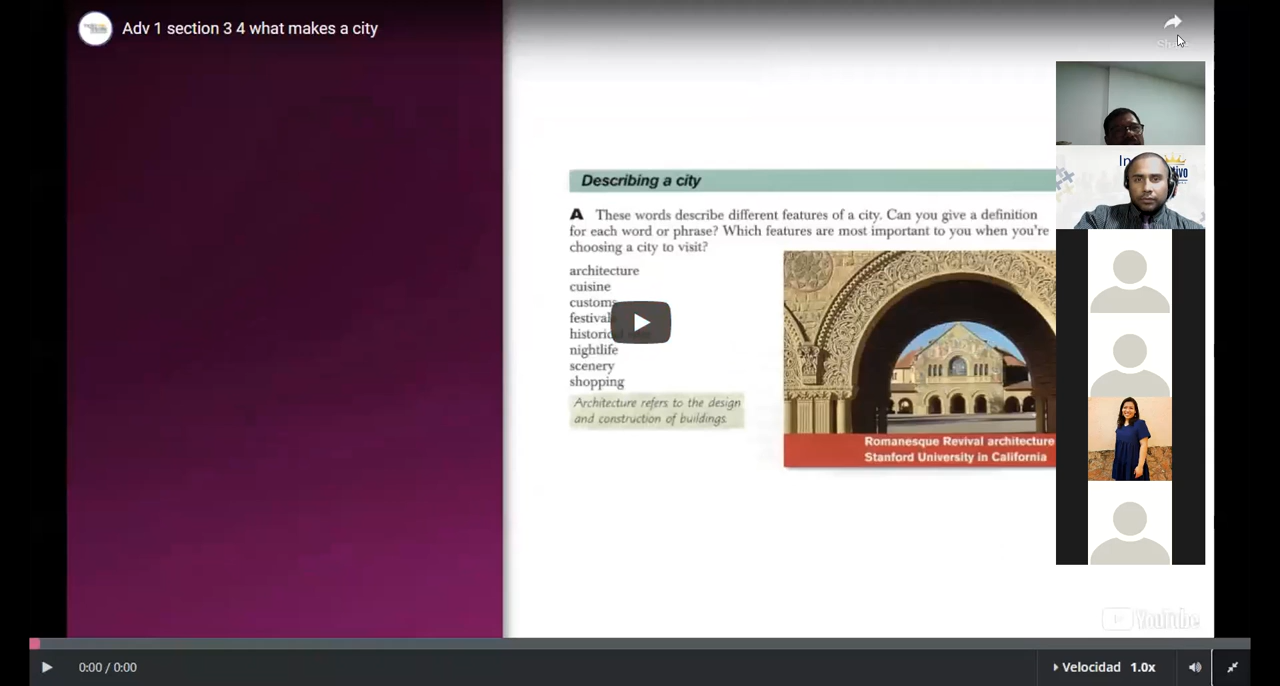 Adv 1 section 3 4 what makes a city
Describing a city
A These words describe different features of a city. Can you give a definition
for each word or phrase? Which features are most important to you when you're
choosing a city to visit?
architecture
cuisine
customs
festivals
nightlife
scenery
shopping
Architecture refers to the design
and construction of buildings.
Romanesque Revival architecture
Stanford University in California
YouTube
0:00 / 0:00
Velocidad 1.0x